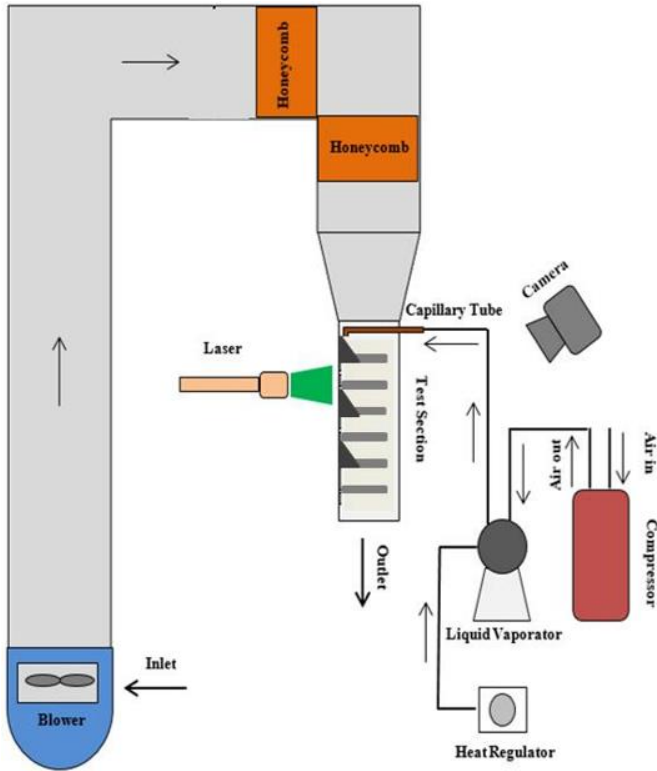 Honeycomb
Honeycomb
Capillary Tube
Camera
Laser
Test Section
Air in
Air out
Compressor
Outlet
Liquid Vaporator
Inlet
Blower
Heat Regulator